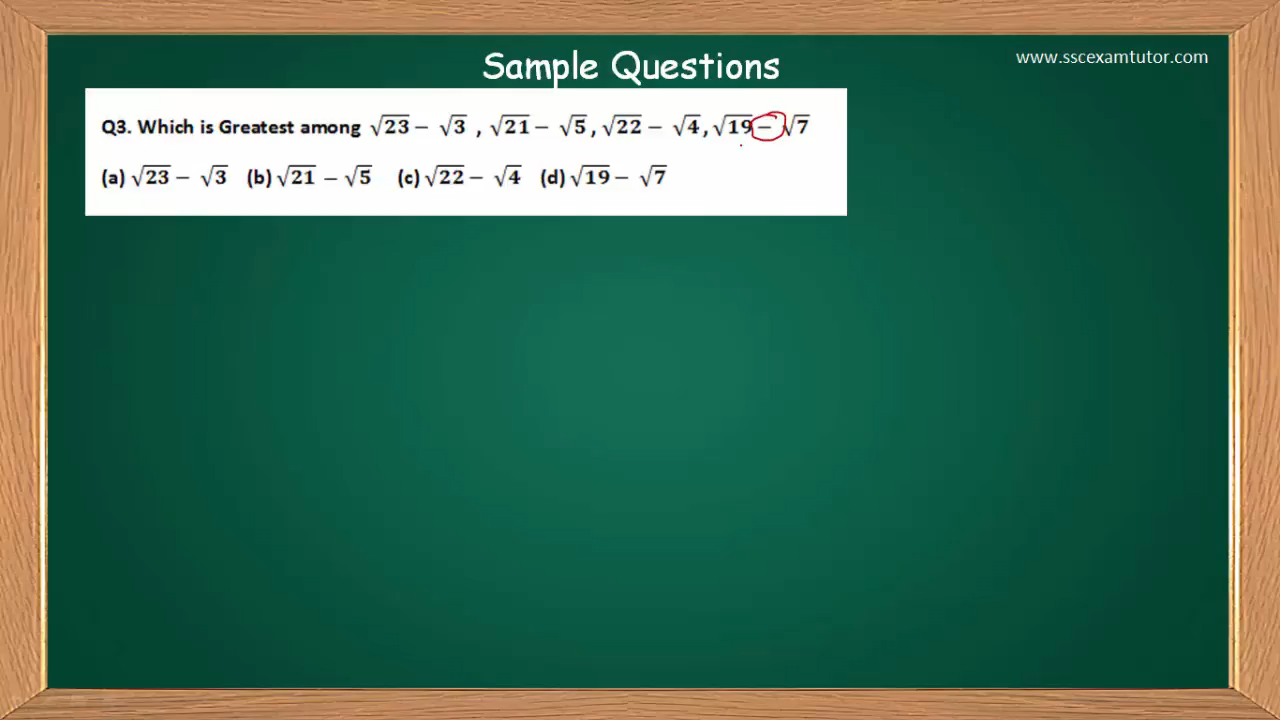 Sample Questions
www.sscexamtutor.com
Q3. Which is Greatest among √23 − √3 , √21 − √5, √22 − √4, √19 − √7
(a) √23 − √3 (b) √21 − √5 (c) √22 − √4 (d) √19 − √7